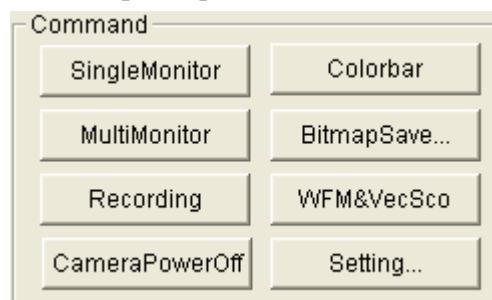 Command
SingleMonitor Colorbar
MultiMonitor BitmapSave...
Recording WFM&VecSco
CameraPowerOff Setting...